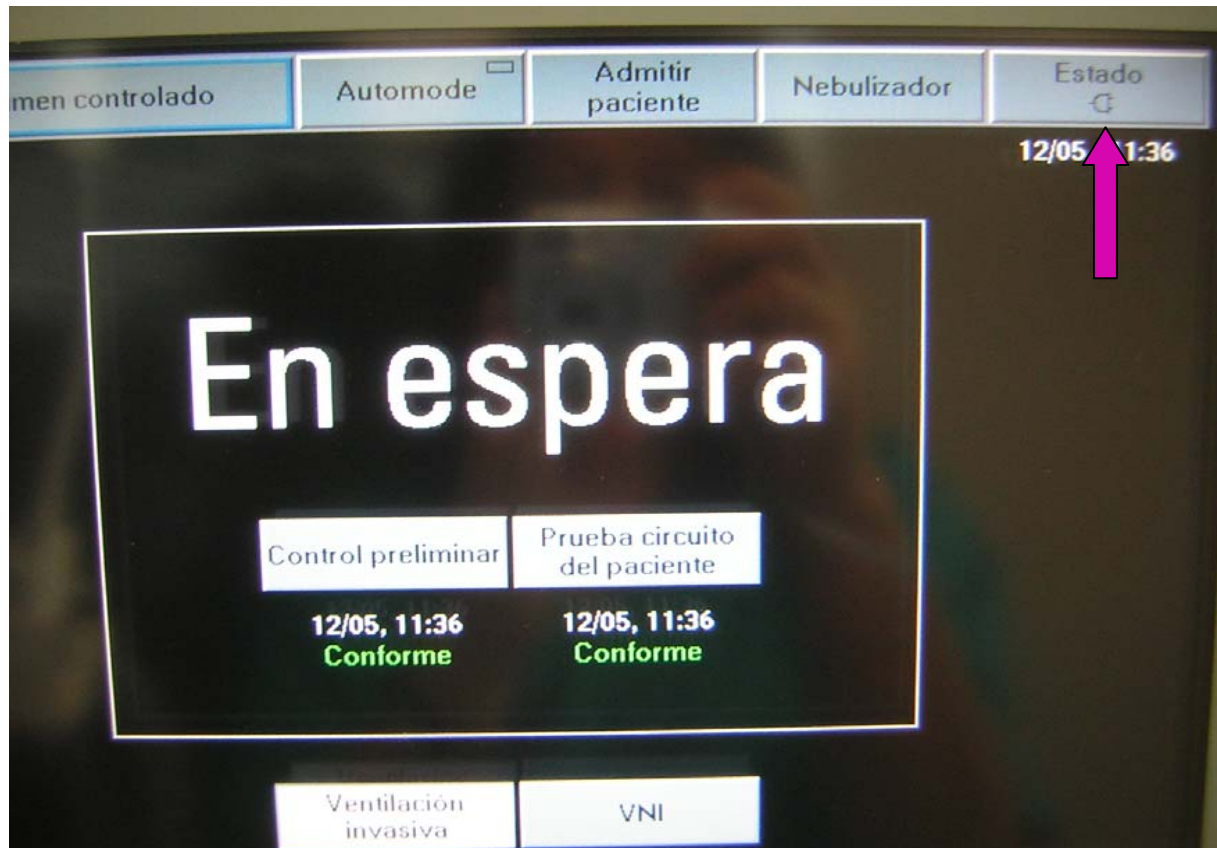 men controlado
Automode
Admitir
paciente
Nebulizador
Estado
12/05, 11:36
En espera
Control preliminar
Prueba circuito
del paciente
12/05, 11:36
Conforme
12/05, 11:36
Conforme
Ventilación
invasiva
VNI